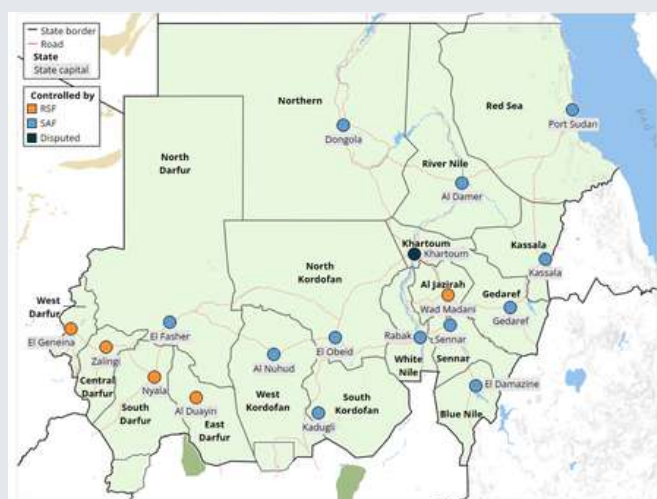 State border
Road
State
State capital
Controlled by
RSF
SAF
Disputed
Northern
Dongola
Red Sea
Port Sudan
North
Darfur
River Nile
Al Damer
Khartoum
Khartoum
Kassala
Kassala
North
Kordofan
Al Jazirah
Wad Madani
Gedaref
Gedaref
West
Darfur
El Geneina
El Fasher
Zalingi
Central
Darfur
Nyala
South
Darfur
Al Duayin
East
Darfur
Al Nuhud
West
Kordofan
El Obeid
Kadugli
South
Kordofan
Rabak
White
Nile
Sennar
Sennar
El Damazine
Blue Nile